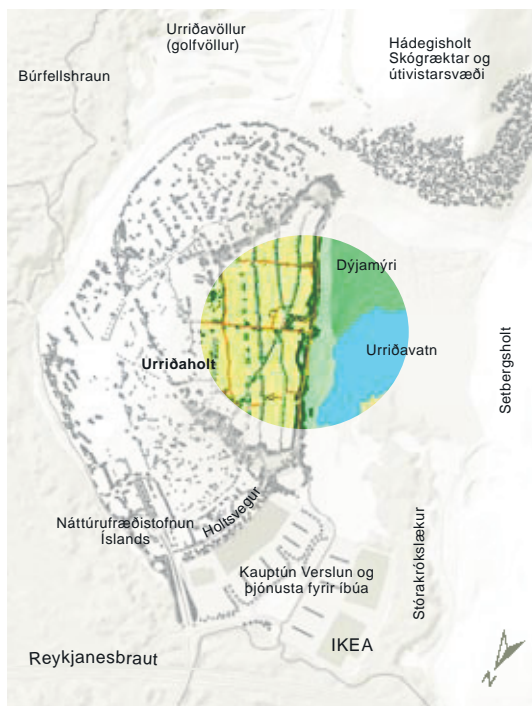 Urriðavöllur
(golfvöllur)
Hádegisholt
Skógræktar og
útivistarsvæði
Búrfellshraun
Dýjamýri
Urriðavatn
Urriðaholt
Setbergsholt
Holtsvegur
Náttúrufræðistofnun
Íslands
Stórakrókslækur
Kauptún Verslun og
þjónusta fyrir íbúa
IKEA
Reykjanesbraut
N